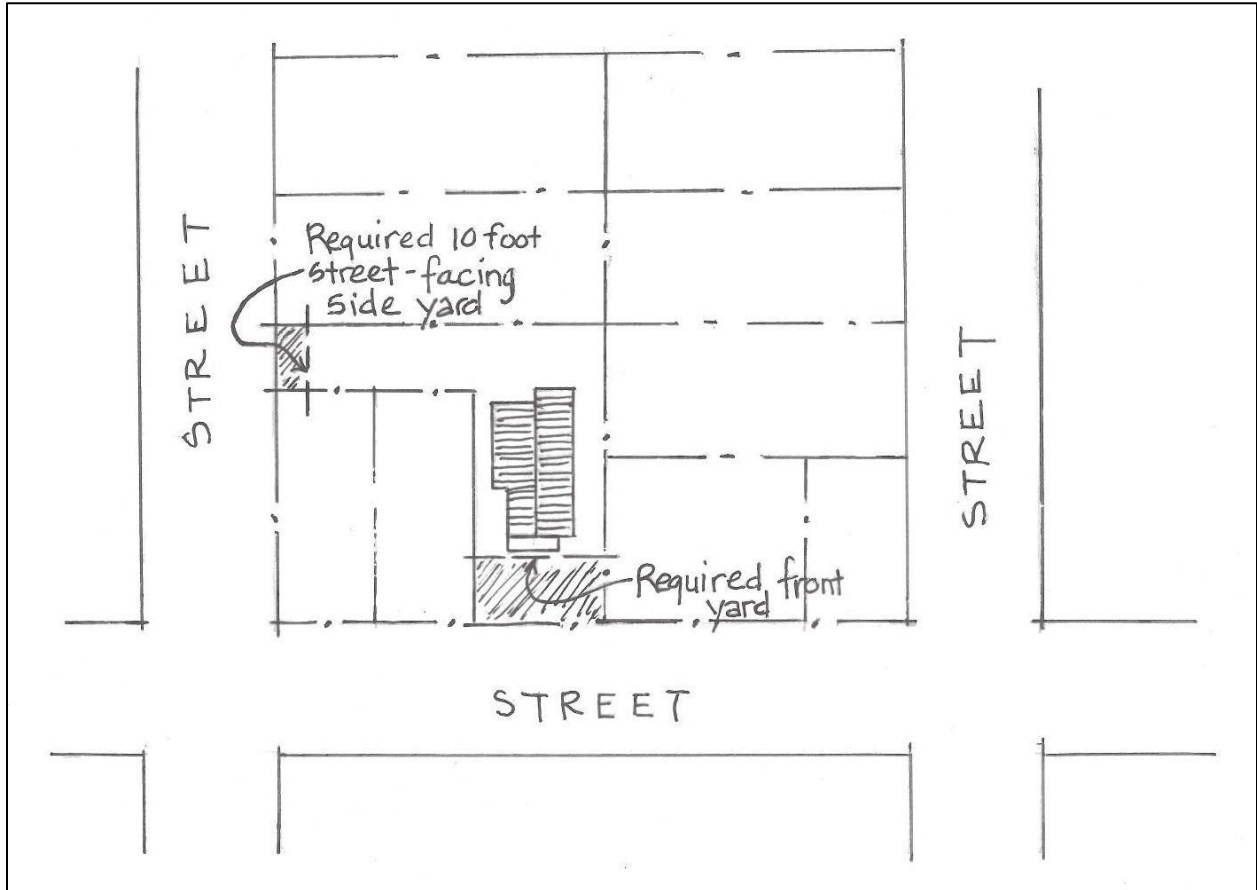 STREET
Required 10 foot
street-facing
side yard
STREET
Required front
yard
STREET